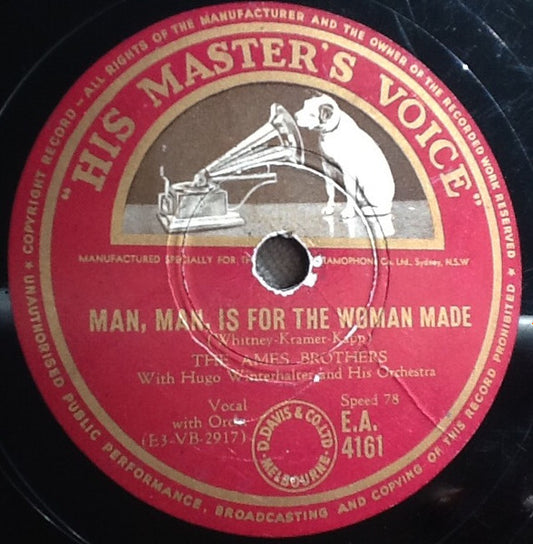 UNAUTHORISED PUBLIC PERFORMANCE, BROADCASTING AND COPYING OF THIS RECORD PROHIBITED ★ COPYRIGHT RECORD — ALL RIGHTS OF THE MANUFACTURER AND THE OWNER OF THE RECORDED WORK RESERVED
"HIS MASTER'S VOICE"
MANUFACTURED SPECIALLY FOR GRAMOPHONE Co. Ltd., Sydney, N.S.W
MAN, MAN, IS FOR THE WOMAN MADE
(Whitney-Kramer-Kapp)
THE AMES BROTHERS
With Hugo Winterhalter and His Orchestra
Vocal
with
(E3-VB-2917)
D. DAVIS & CO. LTD
MELBOURNE
Speed 78
E.A.
4161